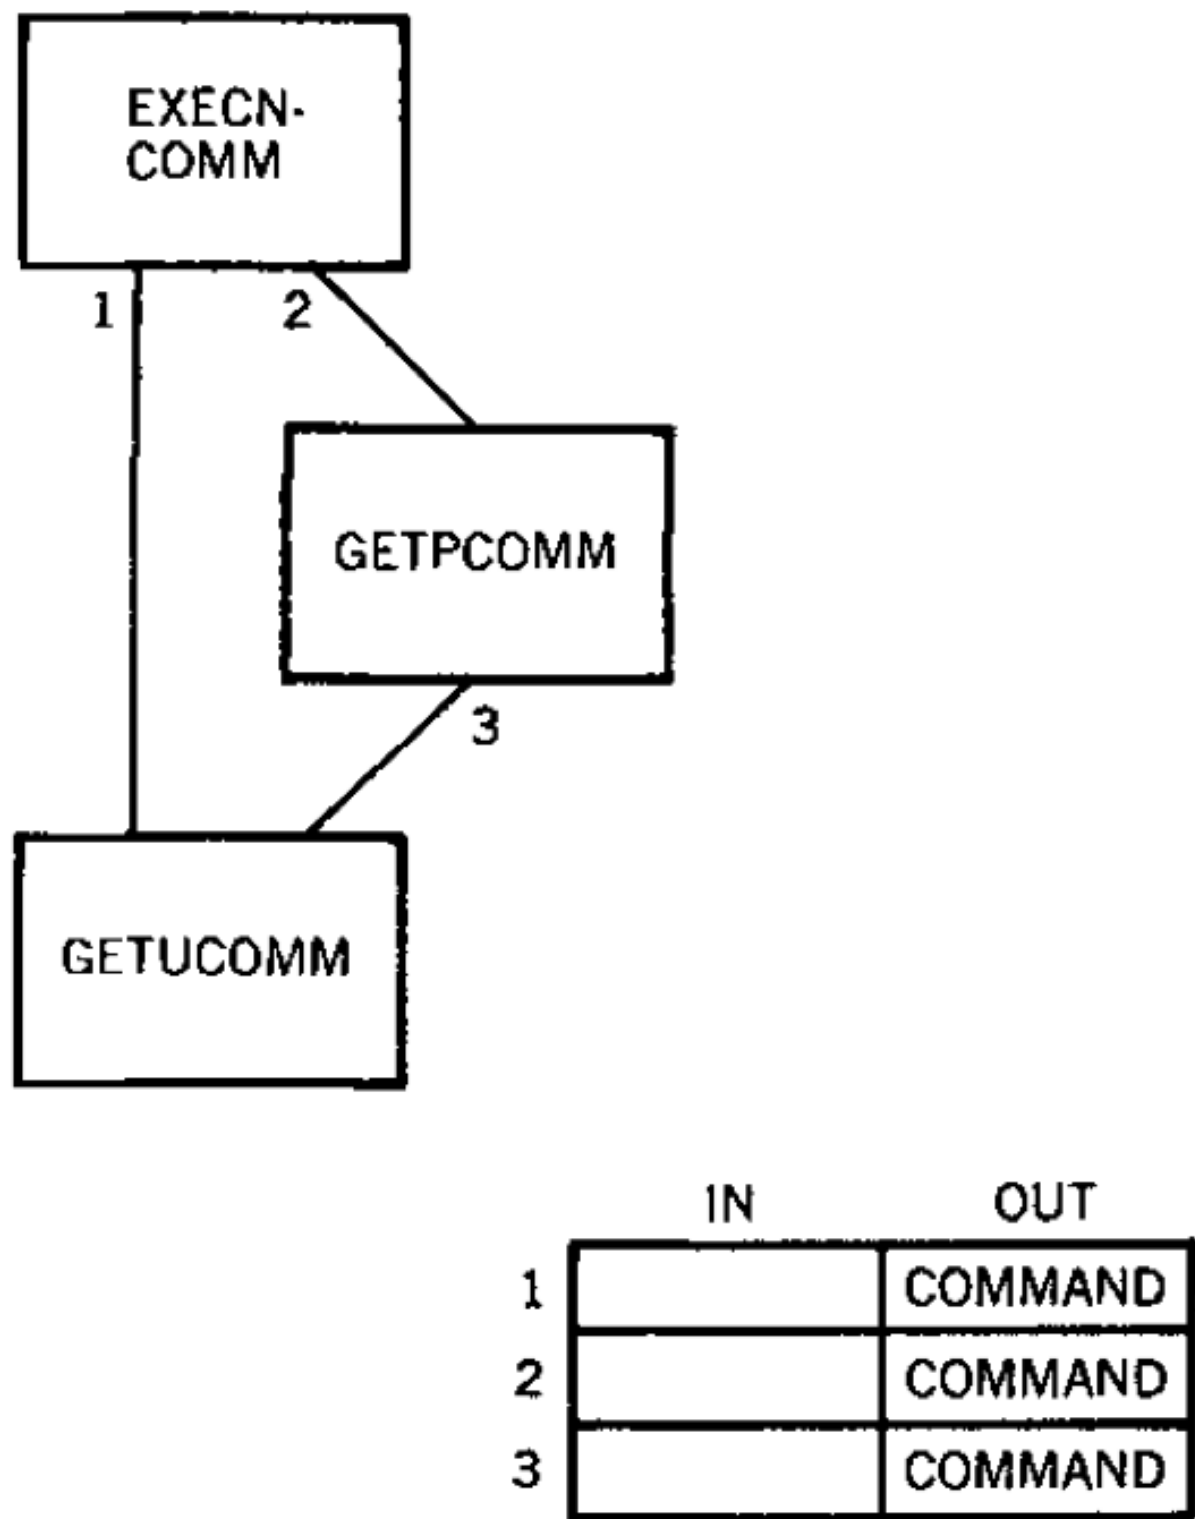 EXECN-
COMM
1 2
GETPCOMM
3
GETUCOMM
IN OUT
1 COMMAND
2 COMMAND
3 COMMAND